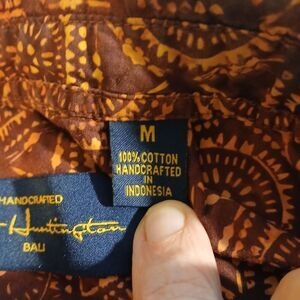 M
100% COTTON
HANDCRAFTED
IN
INDONESIA
HANDCRAFTED
Huntington
BALI